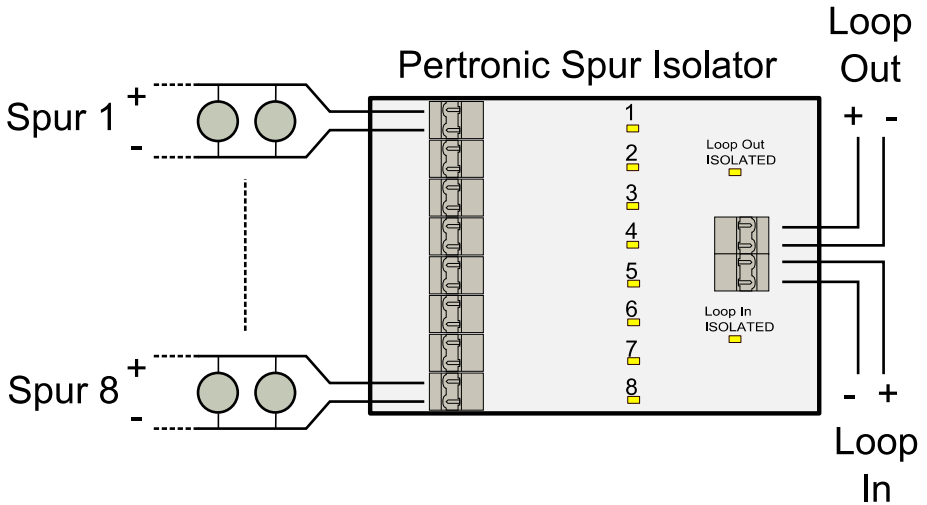 Loop
Out
+ -
Pertronic Spur Isolator
Spur 1
+
-
1
2
3
4
5
6
7
8
Loop Out
ISOLATED
Loop In
ISOLATED
Spur 8
+
-
- +
Loop
In